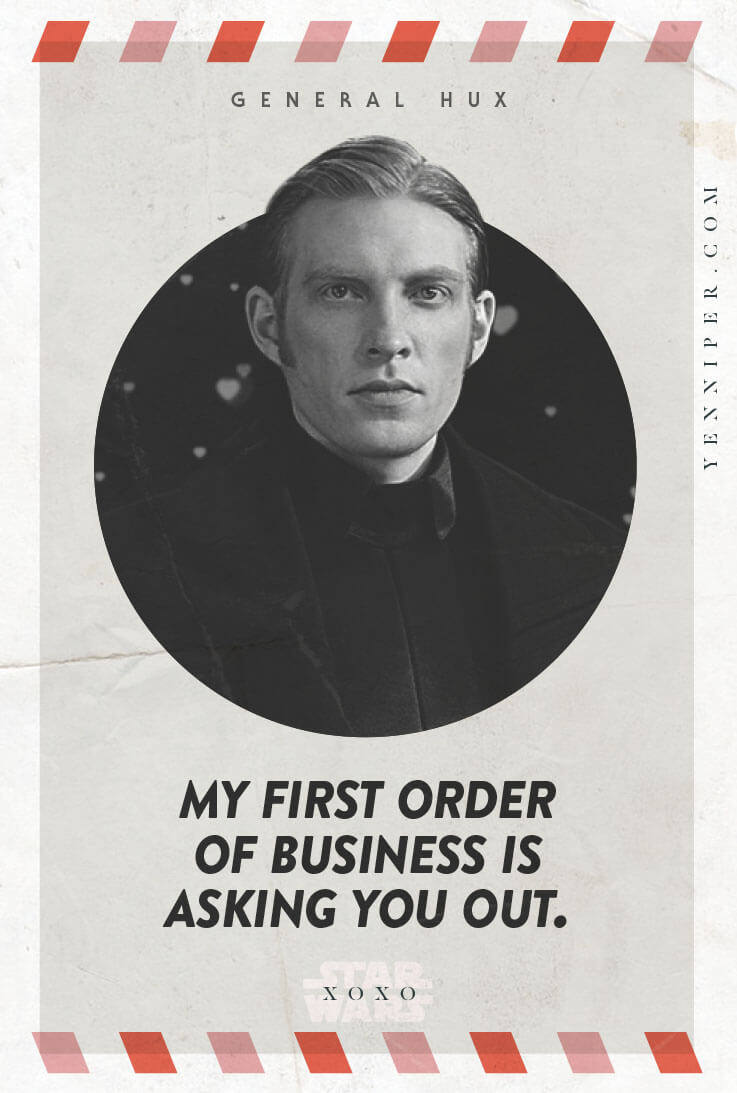 GENERAL HUX
YENNIPER.COM
MY FIRST ORDER
OF BUSINESS IS
ASKING YOU OUT.
STAR
XOXO
WARS